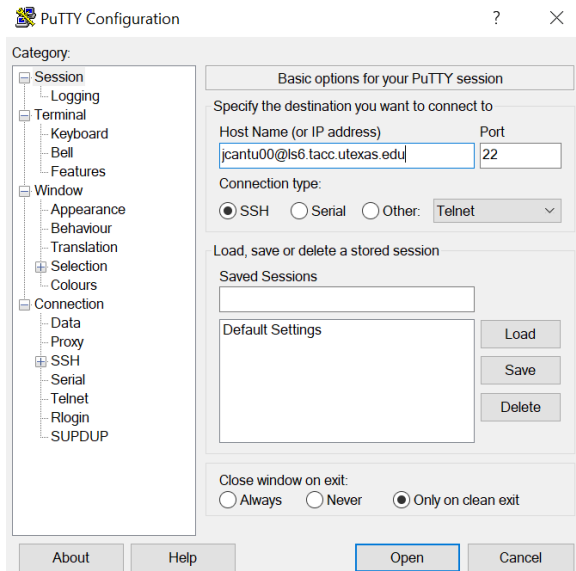 PuTTY Configuration ? ×
Category:
Session
Logging
Terminal
Keyboard
Bell
Features
Window
Appearance
Behaviour
Translation
Selection
Colours
Connection
Data
Proxy
SSH
Serial
Telnet
Rlogin
SUPDUP
Basic options for your PuTTY session
Specify the destination you want to connect to
Host Name (or IP address) Port
jcantu00@ls6.tacc.utexas.edu 22
Connection type:
SSH Serial Other: Telnet
Load, save or delete a stored session
Saved Sessions
Default Settings
Load
Save
Delete
Close window on exit:
Always Never Only on clean exit
About Help Open Cancel